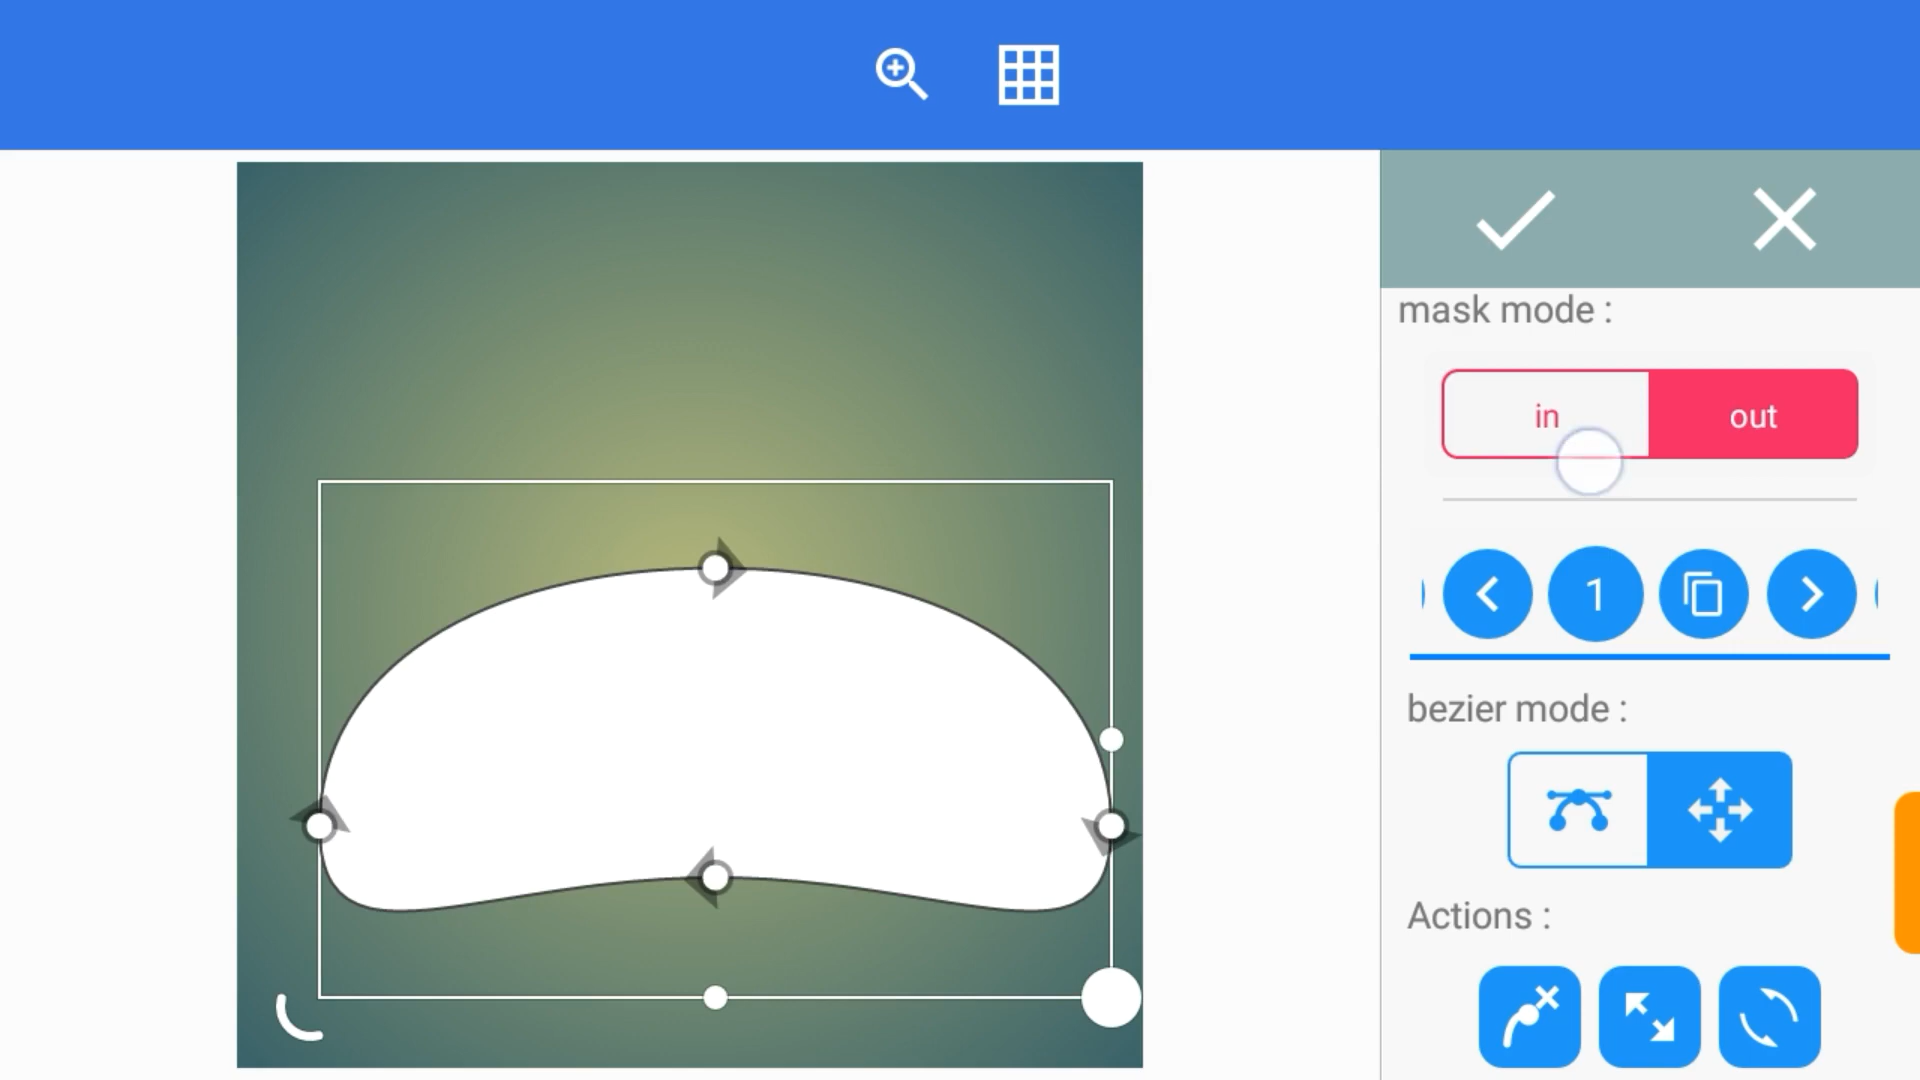 mask mode :
in out
1
bezier mode :
Actions :